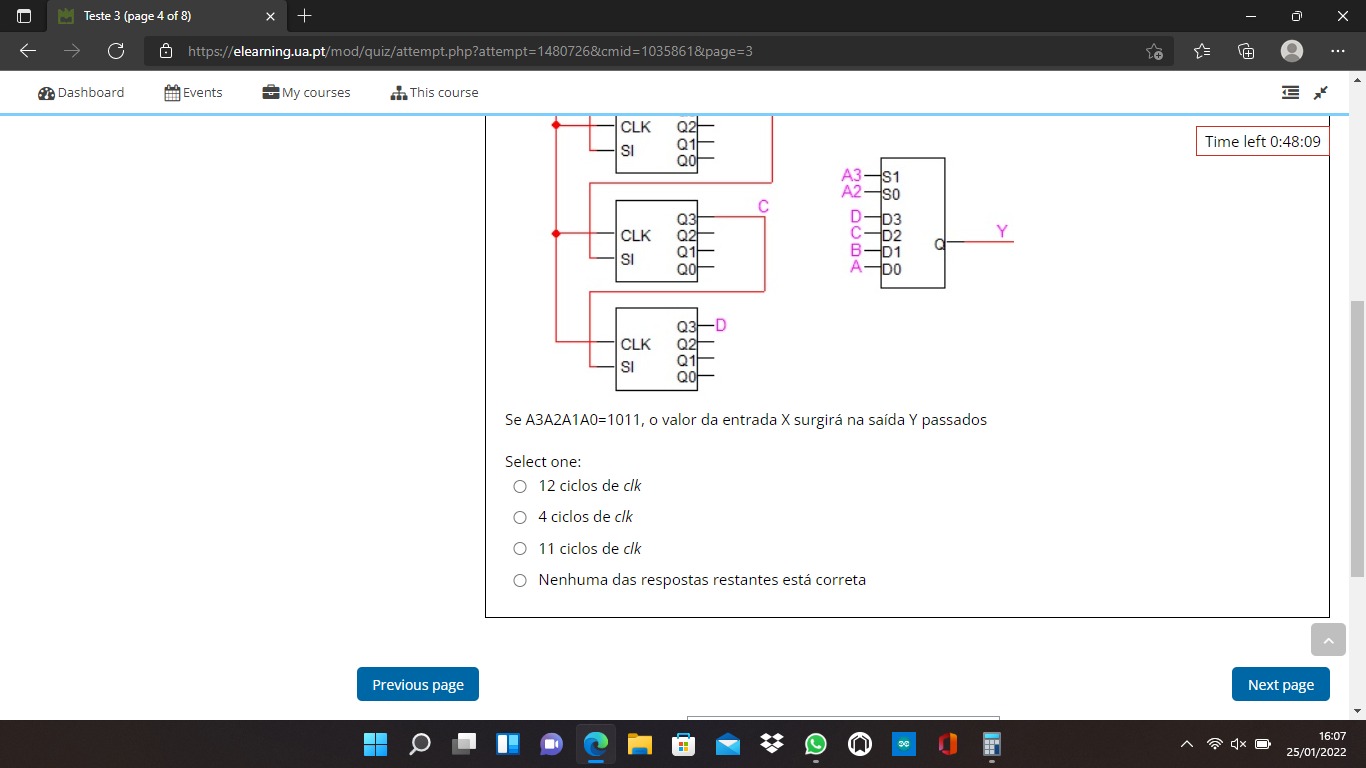 Teste 3 (page 4 of 8)
https://elearning.ua.pt/mod/quiz/attempt.php?attempt=1480726&cmid=1035861&page=3
Dashboard Events My courses This course
Time left 0:48:09
CLK Q2
SI Q1
Q0
C
Q3
CLK Q2
SI Q1
Q0
Q3 D
CLK Q2
SI Q1
Q0
A3 S1
A2 S0
D D3
C D2
B D1
A D0
Q Y
Se A3A2A1A0=1011, o valor da entrada X surgirá na saída Y passados
Select one:
12 ciclos de clk
4 ciclos de clk
11 ciclos de clk
Nenhuma das respostas restantes está correta
Previous page Next page
16:07
25/01/2022